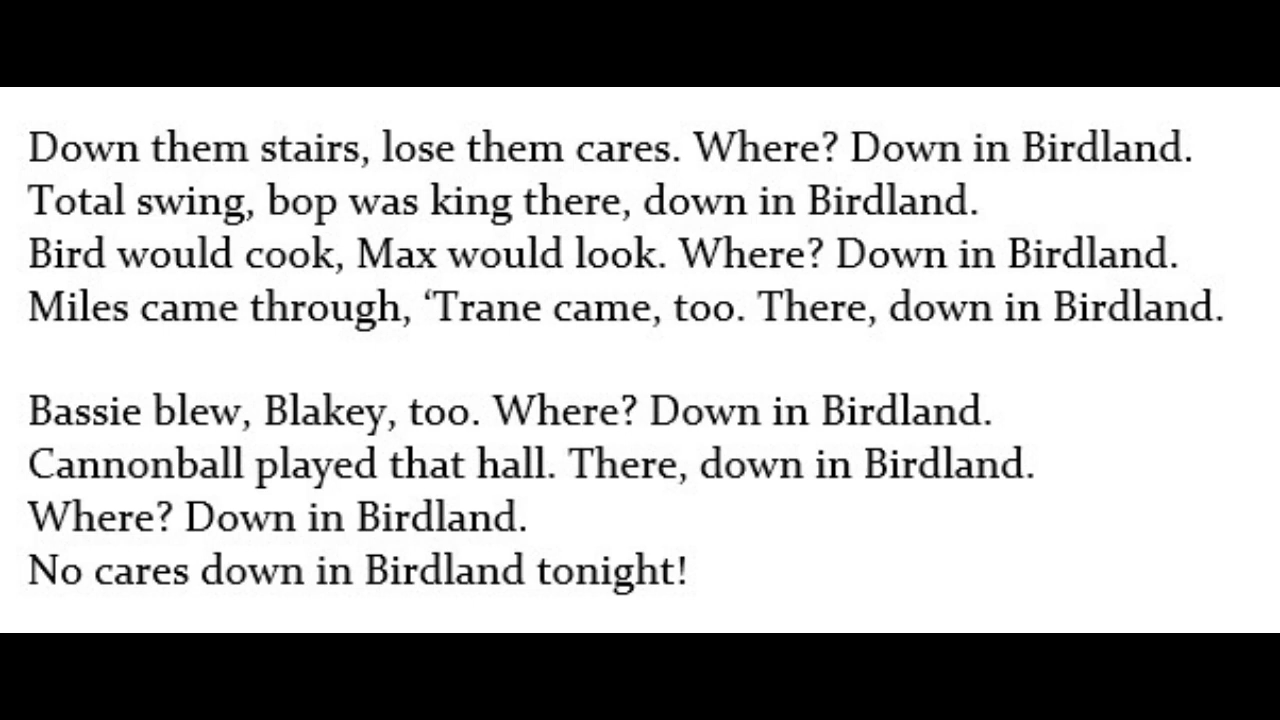 Down them stairs, lose them cares. Where? Down in Birdland.
Total swing, bop was king there, down in Birdland.
Bird would cook, Max would look. Where? Down in Birdland.
Miles came through, ‘Trane came, too. There, down in Birdland.
Bassie blew, Blakey, too. Where? Down in Birdland.
Cannonball played that hall. There, down in Birdland.
Where? Down in Birdland.
No cares down in Birdland tonight!